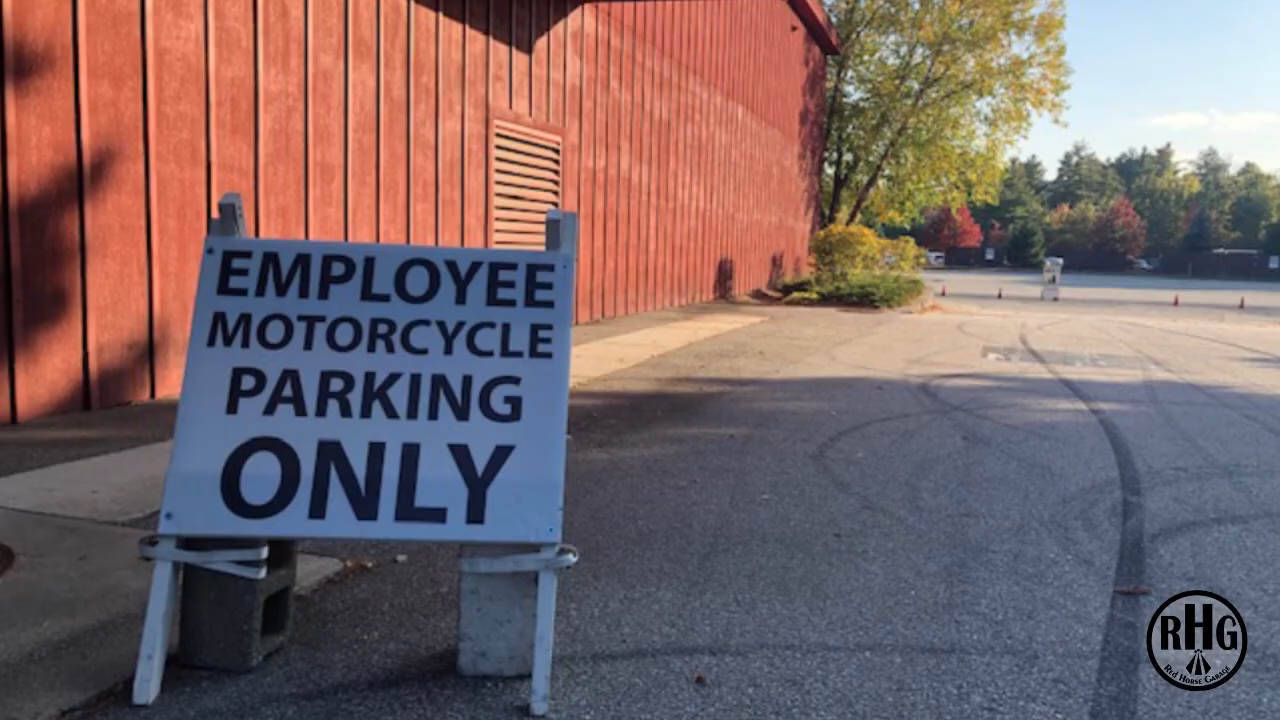 EMPLOYEE
MOTORCYCLE
PARKING
ONLY
RHG
RED HORSE GARAGE